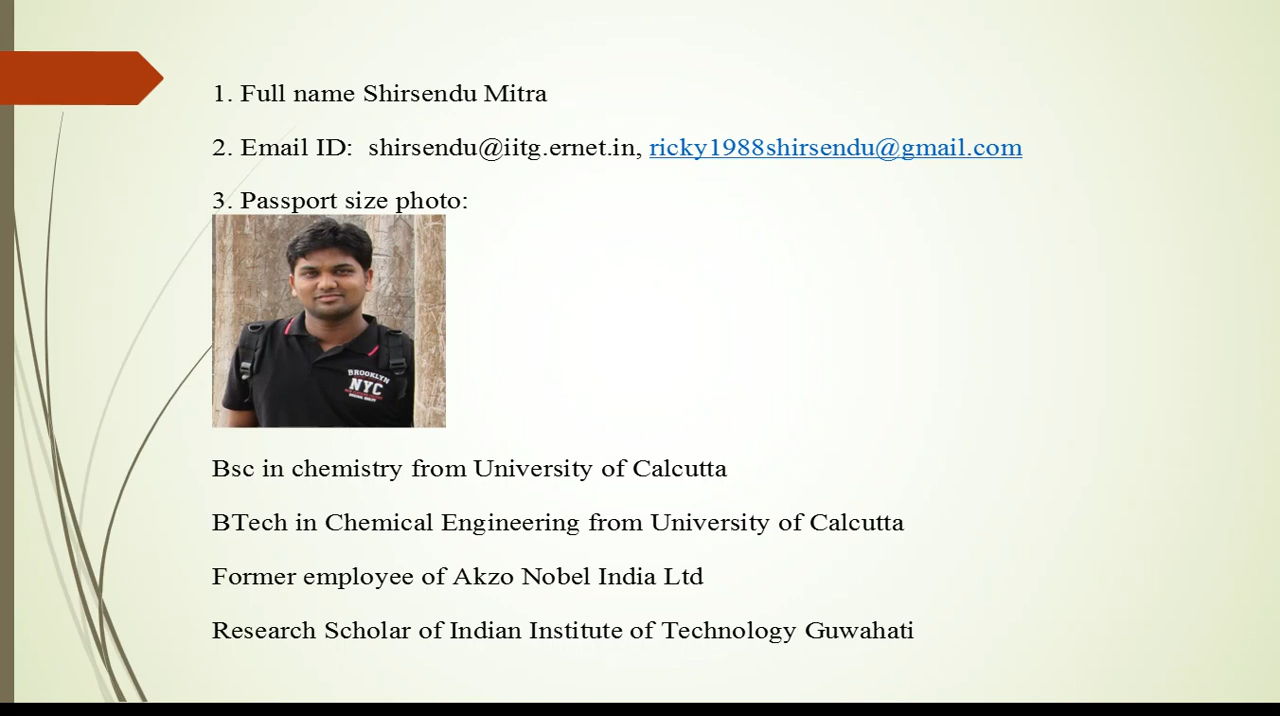 1. Full name Shirsendu Mitra
2. Email ID: shirsendu@iitg.ernet.in, ricky1988shirsendu@gmail.com
3. Passport size photo:
BROOKLYN
NYC
Bsc in chemistry from University of Calcutta
BTech in Chemical Engineering from University of Calcutta
Former employee of Akzo Nobel India Ltd
Research Scholar of Indian Institute of Technology Guwahati